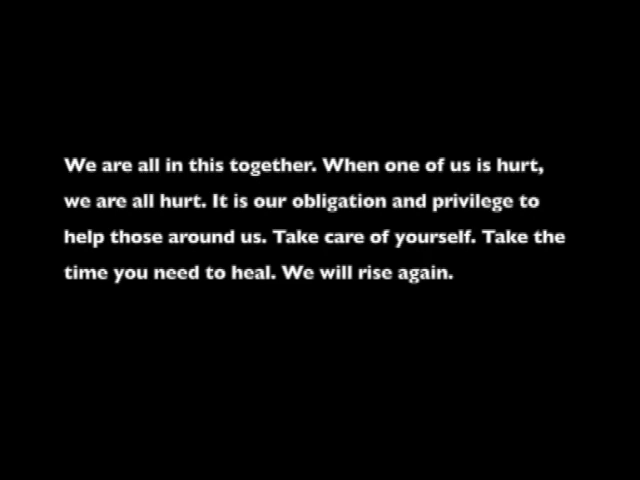 We are all in this together. When one of us is hurt,
we are all hurt. It is our obligation and privilege to
help those around us. Take care of yourself. Take the
time you need to heal. We will rise again.